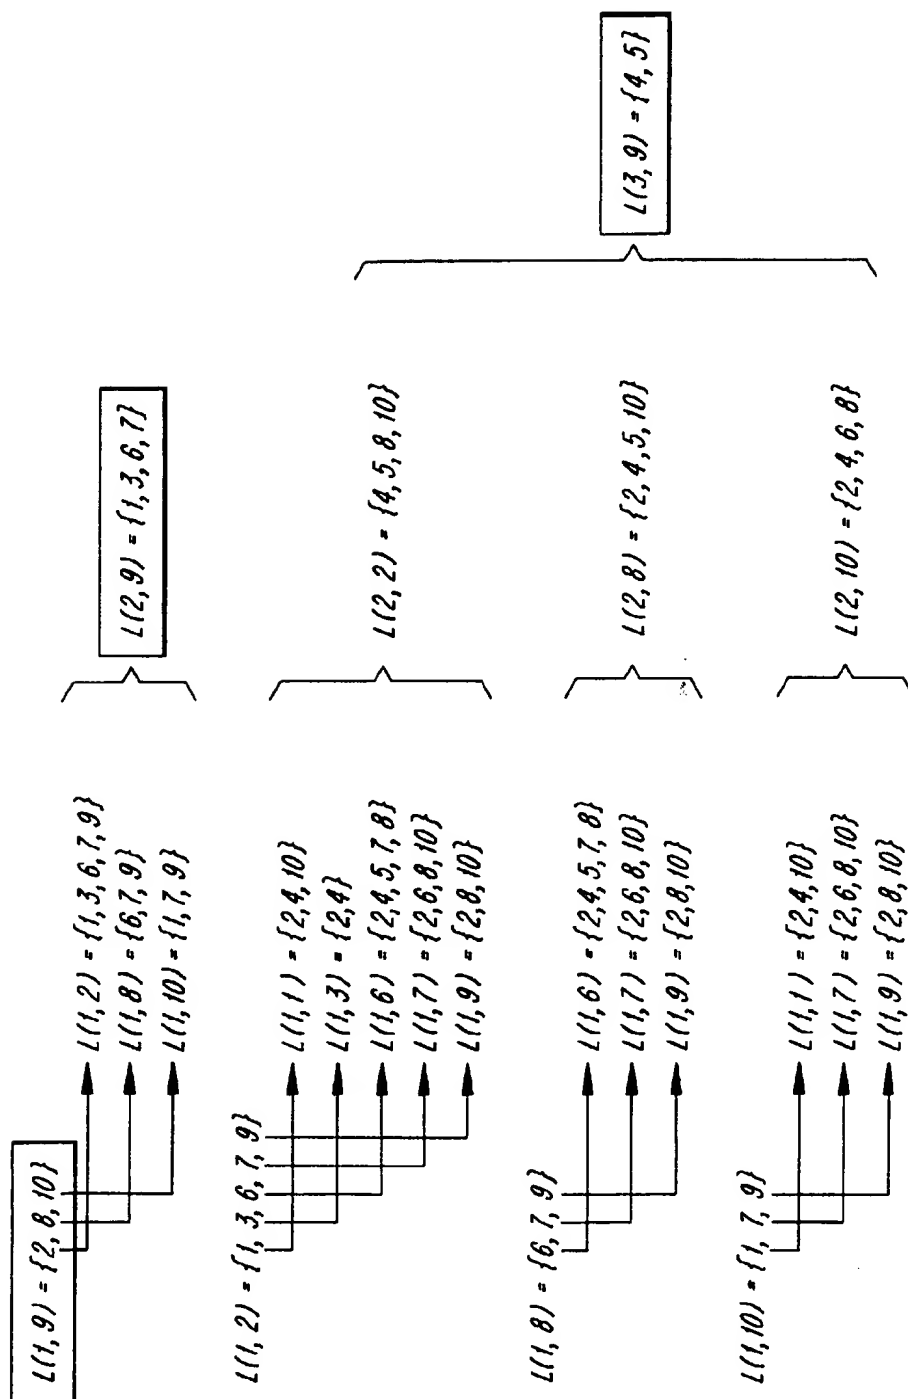 L(1,9) = {2,8,10}
L(1,2) = {1,3,6,7,9}
L(1,8) = {6,7,9}
L(1,10) = {1,7,9}
L(2,9) = {1,3,6,7}
L(1,2) = {1,3,6,7,9}
L(1,1) = {2,4,10}
L(1,3) = {2,4}
L(1,6) = {2,4,5,7,8}
L(1,7) = {2,6,8,10}
L(1,9) = {2,8,10}
L(2,2) = {4,5,8,10}
L(1,8) = {6,7,9}
L(1,6) = {2,4,5,7,8}
L(1,7) = {2,6,8,10}
L(1,9) = {2,8,10}
L(2,8) = {2,4,5,10}
L(1,10) = {1,7,9}
L(1,1) = {2,4,10}
L(1,7) = {2,6,8,10}
L(1,9) = {2,8,10}
L(2,10) = {2,4,6,8}
L(3,9) = {4,5}